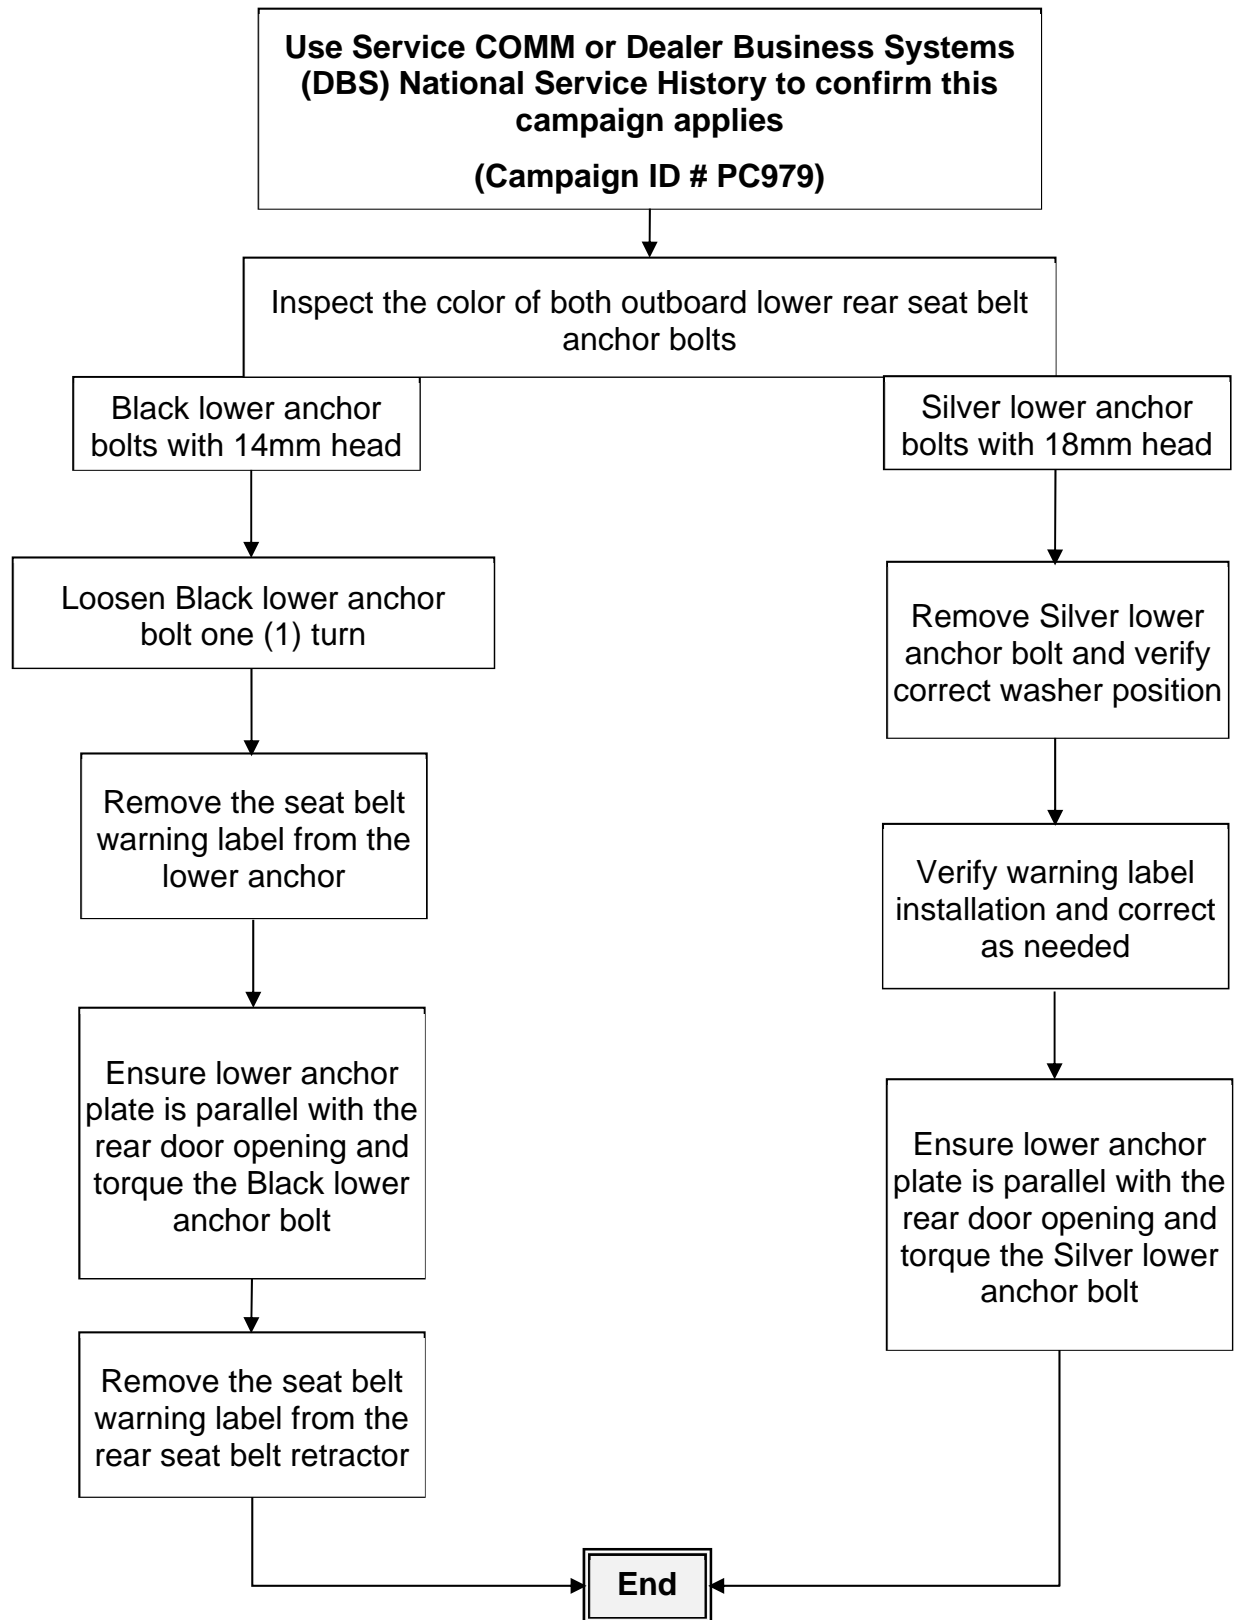 Use Service COMM or Dealer Business Systems
(DBS) National Service History to confirm this
campaign applies
(Campaign ID # PC979)
Inspect the color of both outboard lower rear seat belt
anchor bolts
Black lower anchor
bolts with 14mm head
Silver lower anchor
bolts with 18mm head
Loosen Black lower anchor
bolt one (1) turn
Remove Silver lower
anchor bolt and verify
correct washer position
Remove the seat belt
warning label from the
lower anchor
Verify warning label
installation and correct
as needed
Ensure lower anchor
plate is parallel with the
rear door opening and
torque the Black lower
anchor bolt
Ensure lower anchor
plate is parallel with the
rear door opening and
torque the Silver lower
anchor bolt
Remove the seat belt
warning label from the
rear seat belt retractor
End